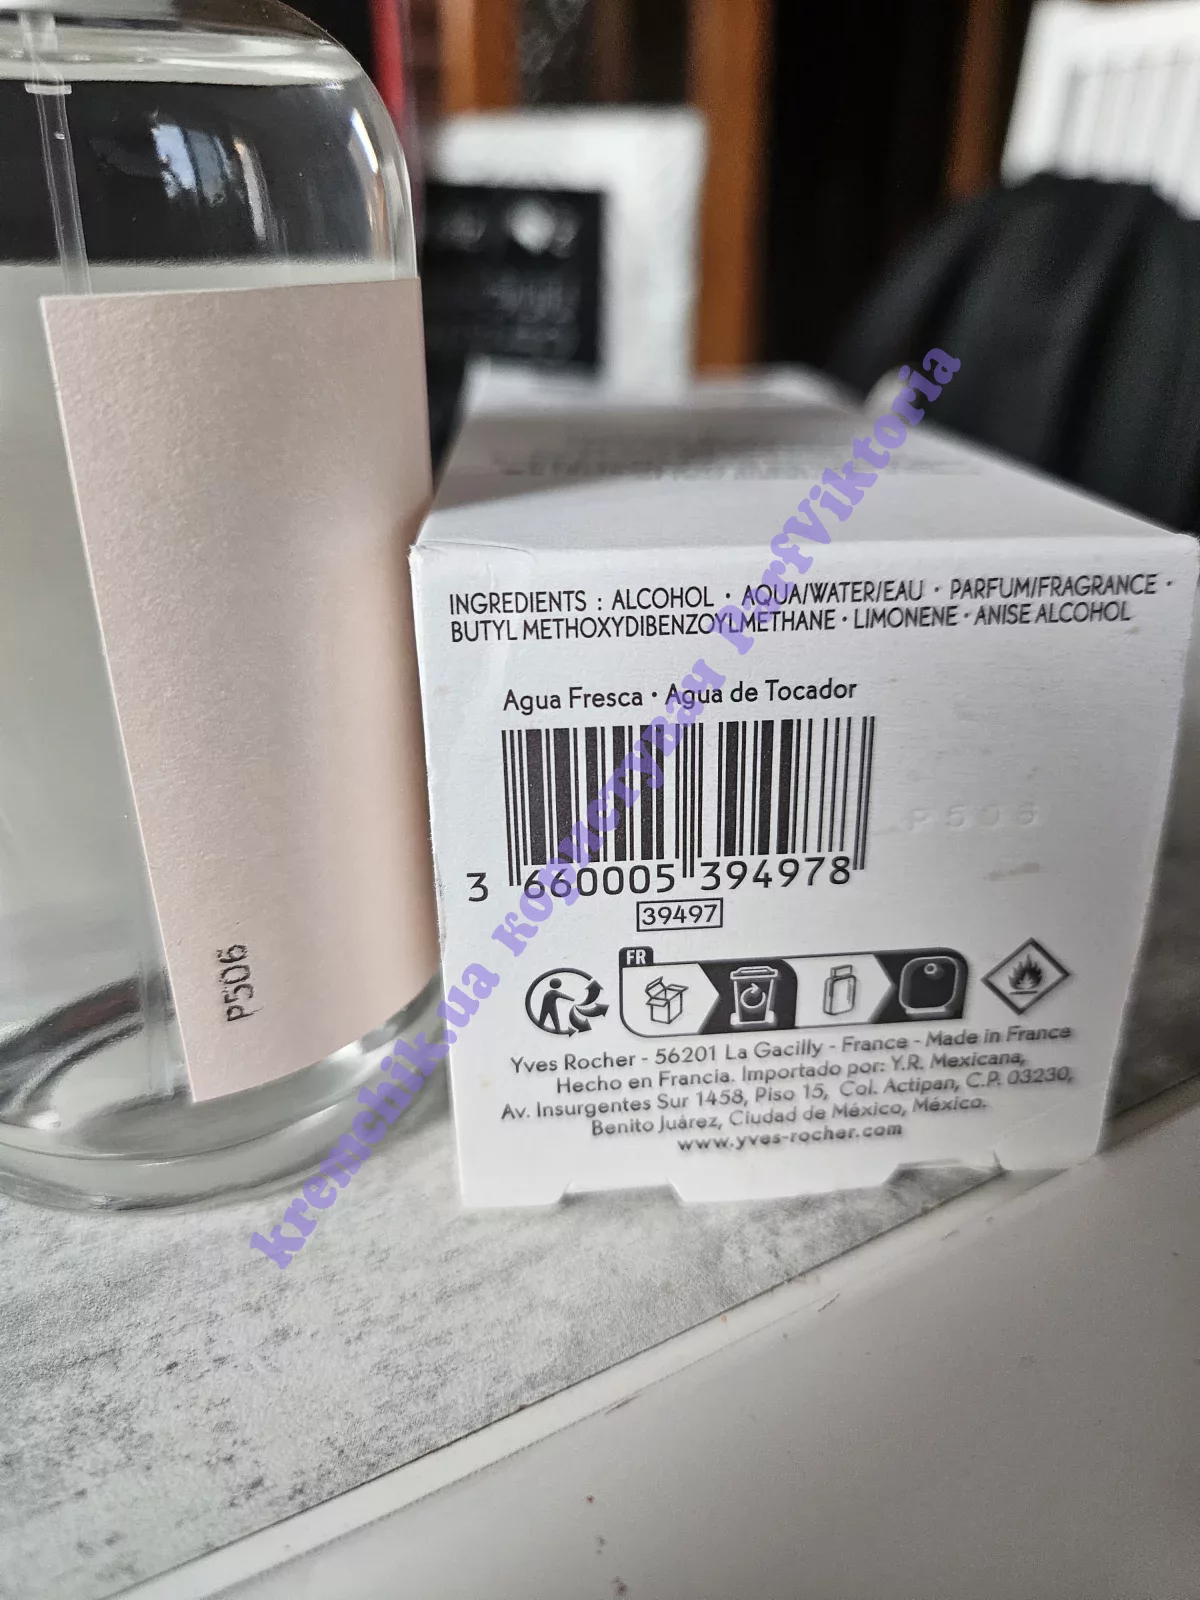 INGREDIENTS : ALCOHOL · AQUA/WATER/EAU · PARFUM/FRAGRANCE ·
BUTYL METHOXYDIBENZOYLMETHANE · LIMONENE · ANISE ALCOHOL
Agua Fresca · Agua de Tocador
P506
3 660005 394978
39497
P506
FR
Yves Rocher - 56201 La Gacilly - France - Made in France
Hecho en Francia. Importado por: Y.R. Mexicana,
Av. Insurgentes Sur 1458, Piso 15, Col. Actipan, C.P. 03230,
Benito Juárez, Ciudad de México, México.
www.yves-rocher.com
kremchik.ua користувач ParfViktoria